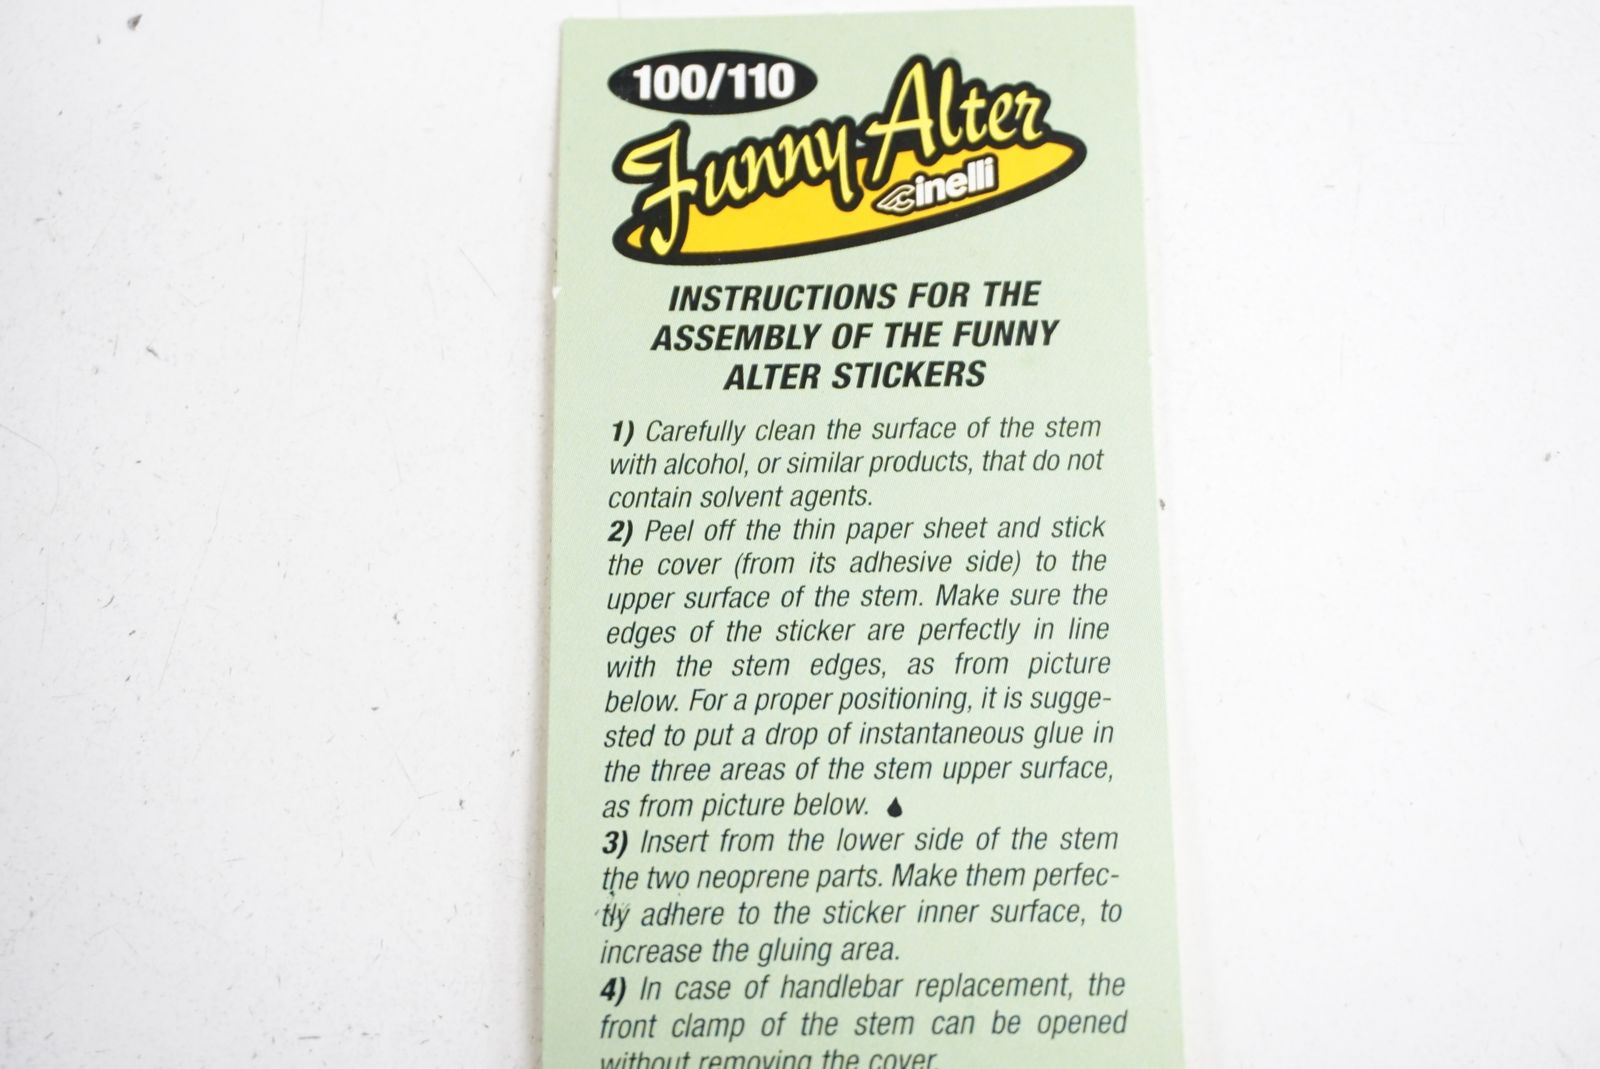 100/110
Funny Alter
cinelli
INSTRUCTIONS FOR THE
ASSEMBLY OF THE FUNNY
ALTER STICKERS
1) Carefully clean the surface of the stem
with alcohol, or similar products, that do not
contain solvent agents.
2) Peel off the thin paper sheet and stick
the cover (from its adhesive side) to the
upper surface of the stem. Make sure the
edges of the sticker are perfectly in line
with the stem edges, as from picture
below. For a proper positioning, it is sugge-
sted to put a drop of instantaneous glue in
the three areas of the stem upper surface,
as from picture below.
3) Insert from the lower side of the stem
the two neoprene parts. Make them perfec-
tly adhere to the sticker inner surface, to
increase the gluing area.
4) In case of handlebar replacement, the
front clamp of the stem can be opened
without removing the cover.